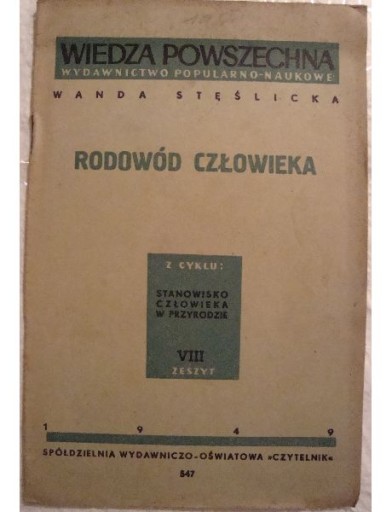 WIEDZA POWSZECHNA
WYDAWNICTWO POPULARNO-NAUKOWE
WANDA STĘŚLICKA
RODOWÓD CZŁOWIEKA
Z CYKLU:
STANOWISKO
CZŁOWIEKA
W PRZYRODZIE
VIII
ZESZYT
1 9 4 9
SPÓŁDZIELNIA WYDAWNICZO-OŚWIATOWA »CZYTELNIK«
547